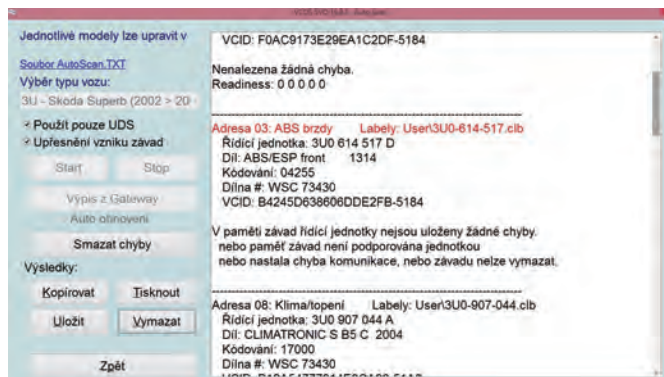 Jednotlivé modely lze upravit v
Soubor AutoScan.TXT
Výběr typu vozu:
3U - Skoda Superb (2002 > 20
Použít pouze UDS
Upřesnění vzniku závad
Start
Stop
Výpis z Gateway
Auto obnovení
Smazat chyby
Výsledky:
Kopírovat
Tisknout
Uložit
Vymazat
Zpět
VCID: F0AC9173E29EA1C2DF-5184
Nenalezena žádná chyba.
Readiness: 0 0 0 0 0
Adresa 03: ABS brzdy Labely: User\3U0-614-517.clb
Řídící jednotka: 3U0 614 517 D
Díl: ABS/ESP front 1314
Kódování: 04255
Dílna #: WSC 73430
VCID: B4245D638606DDE2FB-5184
V paměti závad řídící jednotky nejsou uloženy žádné chyby.
nebo paměť závad není podporována jednotkou
nebo nastala chyba komunikace, nebo závadu nelze vymazat.
Adresa 08: Klima/topení Labely: User\3U0-907-044.clb
Řídící jednotka: 3U0 907 044 A
Díl: CLIMATRONIC S B5 C 2004
Kódování: 17000
Dílna #: WSC 73430